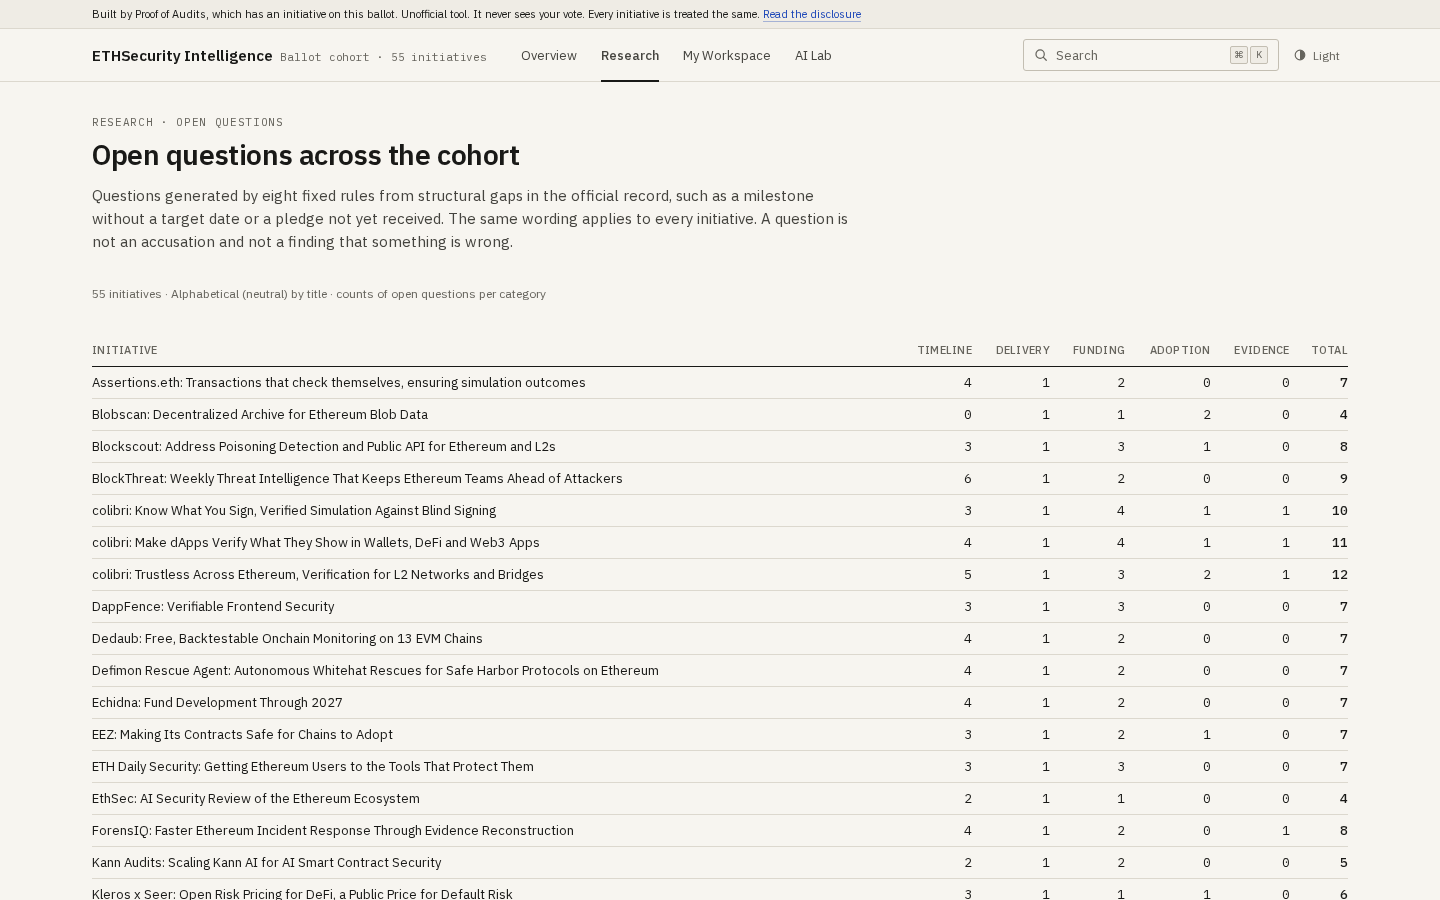 Built by Proof of Audits, which has an initiative on this ballot. Unofficial tool. It never sees your vote. Every initiative is treated the same. Read the disclosure
ETHSecurity Intelligence Ballot cohort · 55 initiatives Overview Research My Workspace AI Lab Search ⌘ K Light
RESEARCH · OPEN QUESTIONS
Open questions across the cohort
Questions generated by eight fixed rules from structural gaps in the official record, such as a milestone
without a target date or a pledge not yet received. The same wording applies to every initiative. A question is
not an accusation and not a finding that something is wrong.
55 initiatives · Alphabetical (neutral) by title · counts of open questions per category
INITIATIVE TIMELINE DELIVERY FUNDING ADOPTION EVIDENCE TOTAL
Assertions.eth: Transactions that check themselves, ensuring simulation outcomes 4 1 2 0 0 7
Blobscan: Decentralized Archive for Ethereum Blob Data 0 1 1 2 0 4
Blockscout: Address Poisoning Detection and Public API for Ethereum and L2s 3 1 3 1 0 8
BlockThreat: Weekly Threat Intelligence That Keeps Ethereum Teams Ahead of Attackers 6 1 2 0 0 9
colibri: Know What You Sign, Verified Simulation Against Blind Signing 3 1 4 1 1 10
colibri: Make dApps Verify What They Show in Wallets, DeFi and Web3 Apps 4 1 4 1 1 11
colibri: Trustless Across Ethereum, Verification for L2 Networks and Bridges 5 1 3 2 1 12
DappFence: Verifiable Frontend Security 3 1 3 0 0 7
Dedaub: Free, Backtestable Onchain Monitoring on 13 EVM Chains 4 1 2 0 0 7
Defimon Rescue Agent: Autonomous Whitehat Rescues for Safe Harbor Protocols on Ethereum 4 1 2 0 0 7
Echidna: Fund Development Through 2027 4 1 2 0 0 7
EEZ: Making Its Contracts Safe for Chains to Adopt 3 1 2 1 0 7
ETH Daily Security: Getting Ethereum Users to the Tools That Protect Them 3 1 3 0 0 7
EthSec: AI Security Review of the Ethereum Ecosystem 2 1 1 0 0 4
ForensIQ: Faster Ethereum Incident Response Through Evidence Reconstruction 4 1 2 0 1 8
Kann Audits: Scaling Kann AI for AI Smart Contract Security 2 1 2 0 0 5
Kleros x Seer: Open Risk Pricing for DeFi, a Public Price for Default Risk 3 1 1 1 0 6